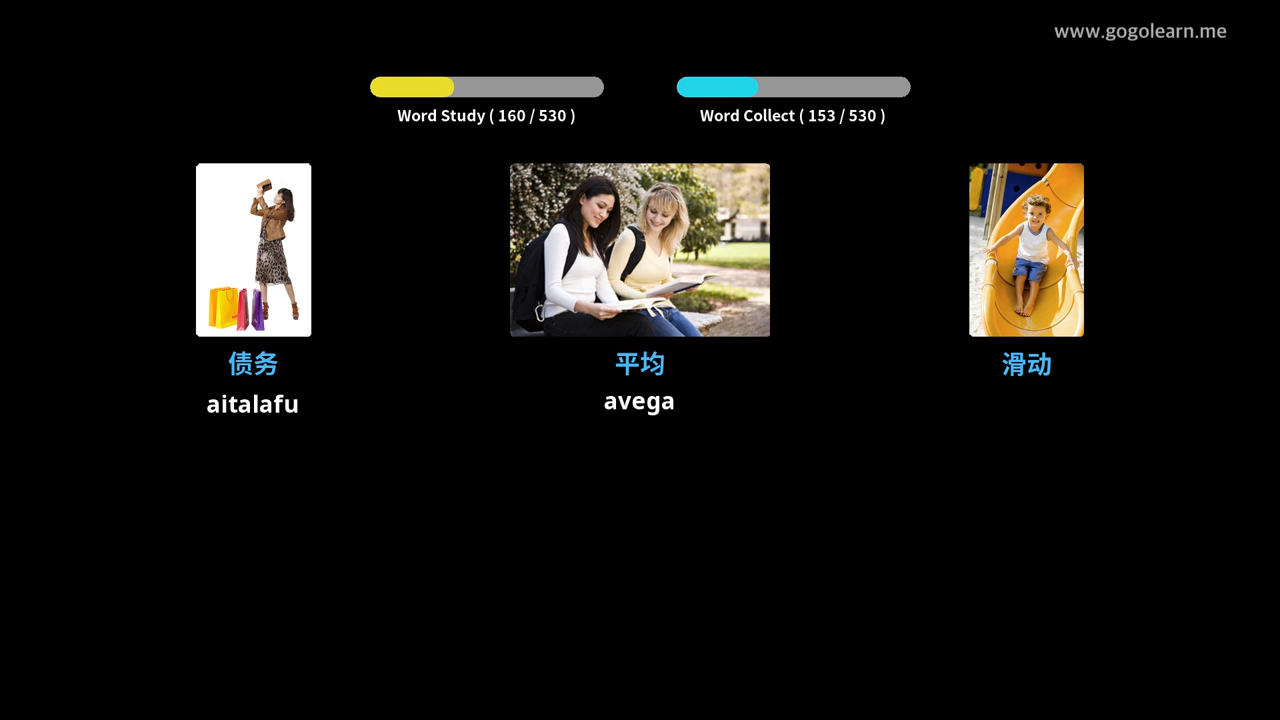 www.gogolearn.me
Word Study ( 160 / 530 )
Word Collect ( 153 / 530 )
债务
平均
滑动
aitalafu
avega